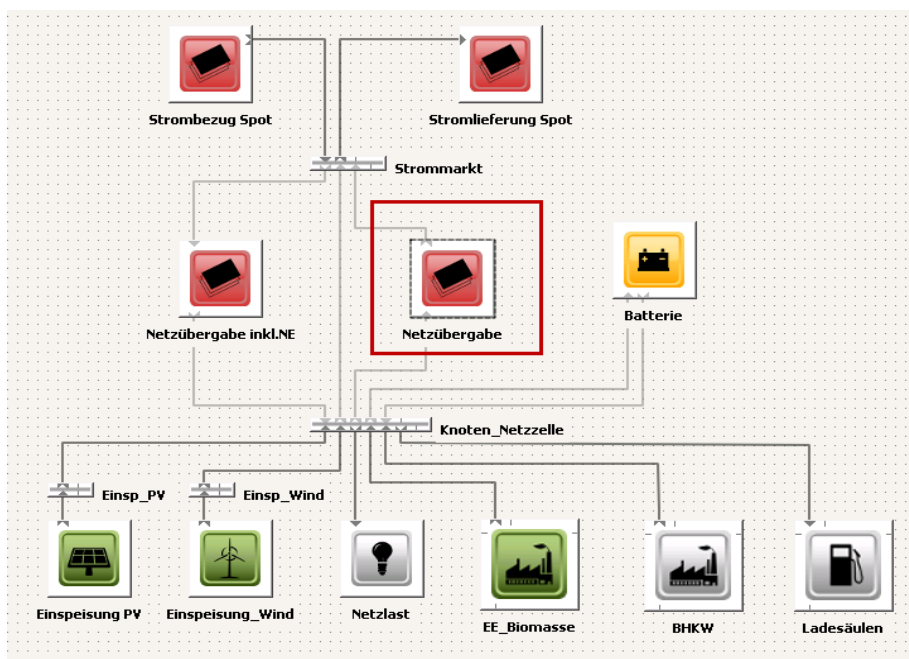 Strombezug Spot
Stromlieferung Spot
Strommarkt
Netzübergabe inkl.NE
Netzübergabe
Batterie
Knoten_Netzzelle
Einsp_PV
Einsp_Wind
Einspeisung PV
Einspeisung_Wind
Netzlast
EE_Biomasse
BHKW
Ladesäulen